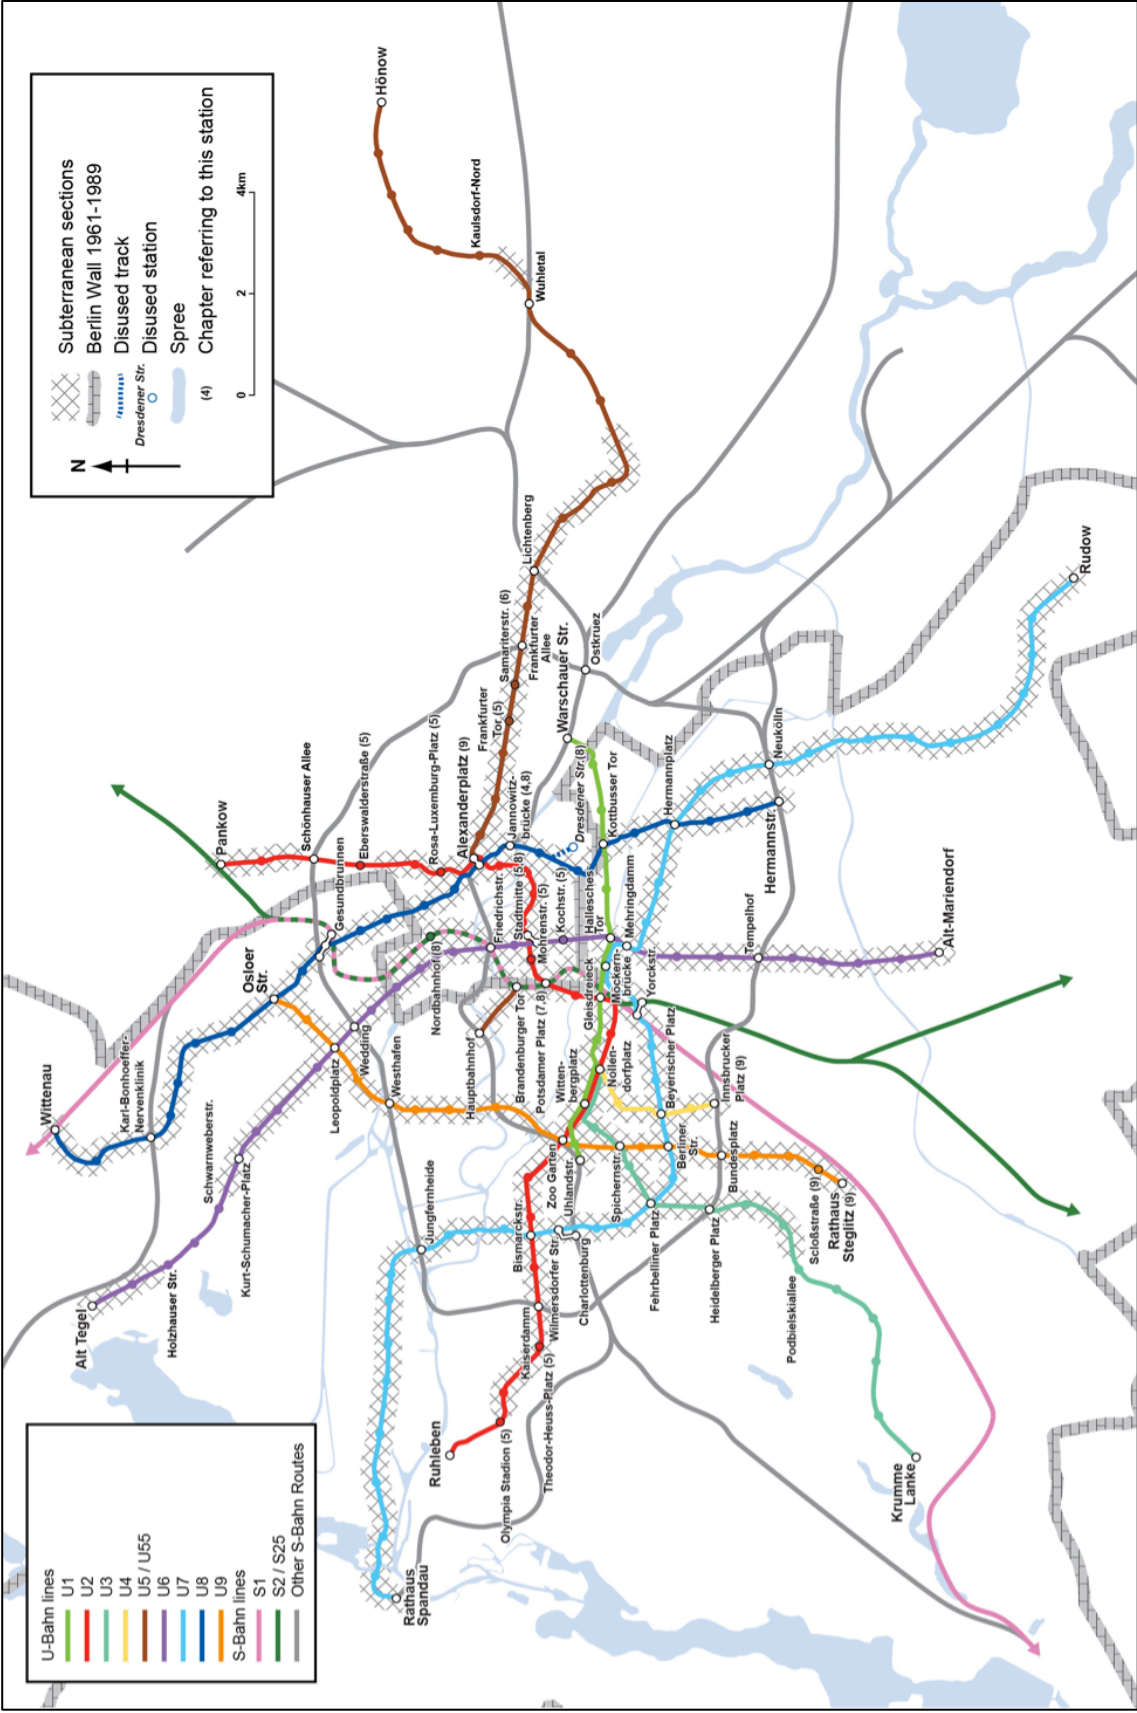 U-Bahn lines
U1
U2
U3
U4
U5 / U55
U6
U7
U8
U9
S-Bahn lines
S1
S2 / S25
Other S-Bahn Routes
N
Subterranean sections
Berlin Wall 1961-1989
Disused track
Dresdener Str.
Disused station
Spree
(4)
Chapter referring to this station
0
2
4km
Hönow
Kaulsdorf-Nord
Wuhletal
Lichtenberg
Samariterstr. (6)
Frankfurter
Allee
Frankfurter
Tor (5)
Ostkruez
Warschauer Str.
Pankow
Schönhauser Allee
Eberswalderstraße (5)
Rosa-Luxemburg-Platz (5)
Alexanderplatz (9)
Jannowitz-
brücke (4,8)
Dresdener Str.(8)
Kottbusser Tor
Hermannplatz
Neukölln
Hermannstr.
Rudow
Gesundbrunnen
Osloer
Str.
Nordbahnhof (8)
Friedrichstr.
Stadtmitte (5,8)
Mohrenstr. (5)
Kochstr. (5)
Hallesches
Tor
Mehringdamm
Tempelhof
Alt-Mariendorf
Wittenau
Karl-Bonhoeffer-
Nervenklinik
Schwarnweberstr.
Kurt-Schumacher-Platz
Holzhauser Str.
Alt Tegel
Leopoldplatz
Wedding
Westhafen
Hauptbahnhof
Brandenburger Tor
Potsdamer Platz (7,8)
Gleisdreieck
Möckern-
brücke
Yorckstr.
Witten-
bergplatz
Nollen-
dorfplatz
Beyerischer Platz
Innsbrucker
Platz (9)
Jungfernheide
Bismarckstr.
Zoo Garten
Uhlandstr.
Spichernstr.
Berliner
Str.
Bundesplatz
Schloßstraße (9)
Rathaus
Steglitz (9)
Kaiserdamm
Wilmersdorfer Str.
Charlottenburg
Fehrbelliner Platz
Heidelberger Platz
Podbielskiallee
Krumme
Lanke
Ruhleben
Olympia Stadion (5)
Theodor-Heuss-Platz (5)
Rathaus
Spandau